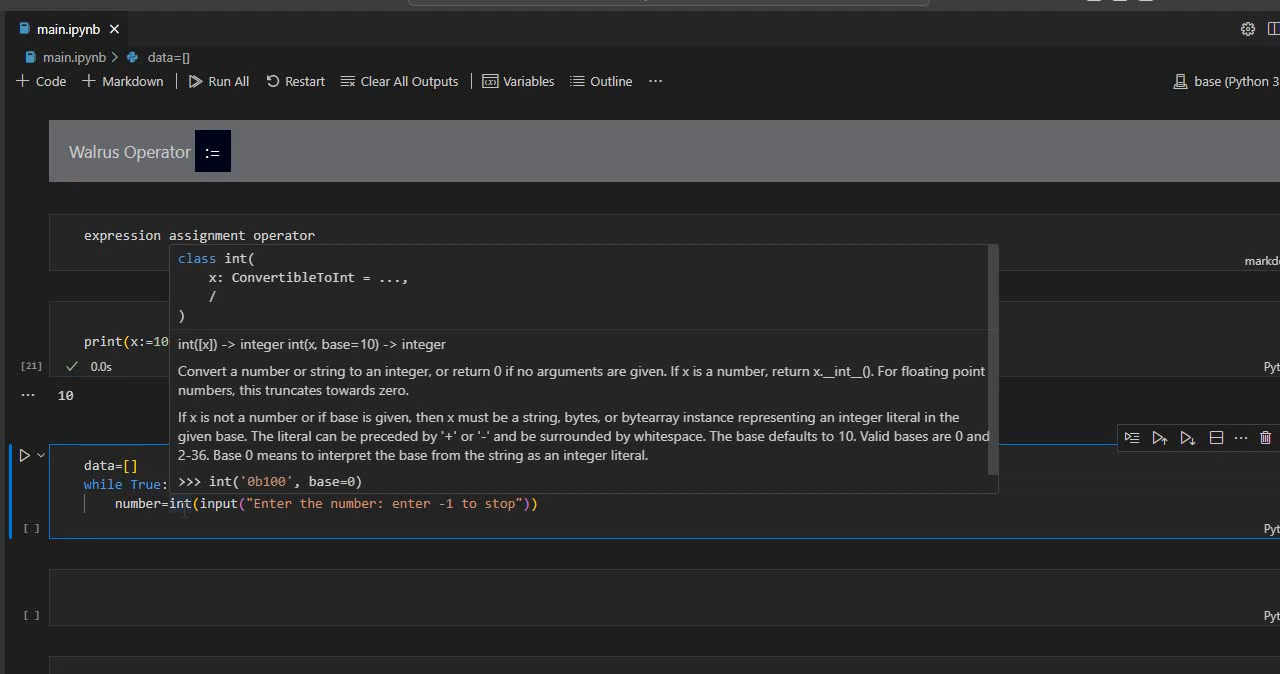 main.ipynb
main.ipynb > data=[]
Code Markdown Run All Restart Clear All Outputs Variables Outline ... base (Python 3
Walrus Operator :=
expression assignment operator
markdo
class int(
x: ConvertibleToInt = ...,
/
)
print(x:=10
int([x]) -> integer int(x, base=10) -> integer
[21] 0.0s
Pyt
Convert a number or string to an integer, or return 0 if no arguments are given. If x is a number, return x.__int__(). For floating point
numbers, this truncates towards zero.
... 10
If x is not a number or if base is given, then x must be a string, bytes, or bytearray instance representing an integer literal in the
given base. The literal can be preceded by '+' or '-' and be surrounded by whitespace. The base defaults to 10. Valid bases are 0 and
2-36. Base 0 means to interpret the base from the string as an integer literal.
>>> int('0b100', base=0)
data=[]
while True:
number=int(input("Enter the number: enter -1 to stop"))
[ ]
Pyt
[ ]
Pyt